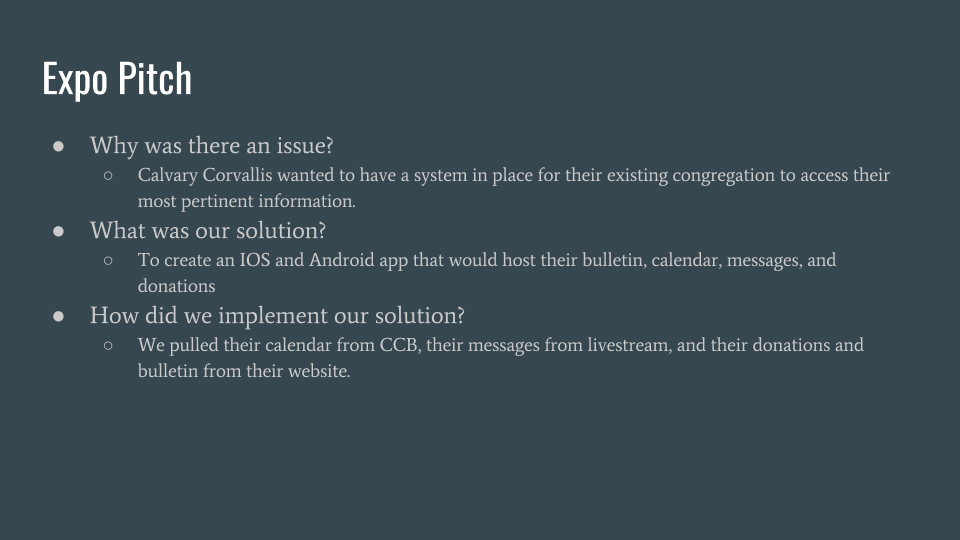 Expo Pitch
● Why was there an issue?
○ Calvary Corvallis wanted to have a system in place for their existing congregation to access their
most pertinent information.
● What was our solution?
○ To create an IOS and Android app that would host their bulletin, calendar, messages, and
donations
● How did we implement our solution?
○ We pulled their calendar from CCB, their messages from livestream, and their donations and
bulletin from their website.